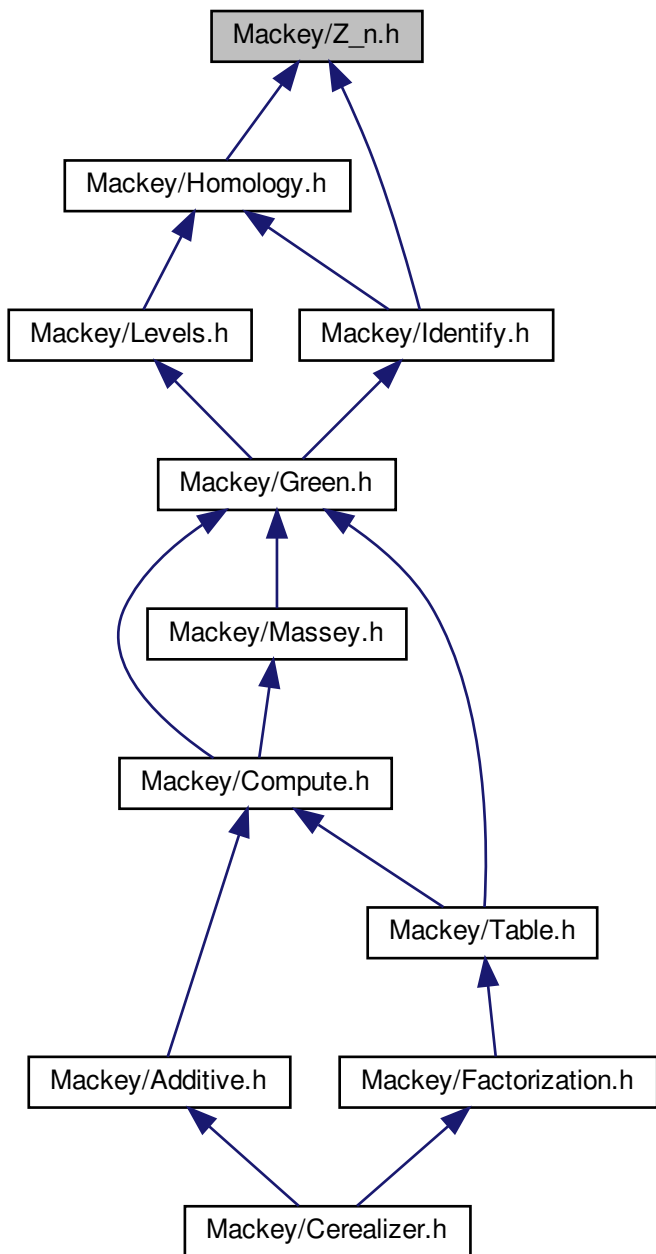 Mackey/Z_n.h
Mackey/Homology.h
Mackey/Levels.h
Mackey/Identify.h
Mackey/Green.h
Mackey/Massey.h
Mackey/Compute.h
Mackey/Table.h
Mackey/Additive.h
Mackey/Factorization.h
Mackey/Cerealizer.h